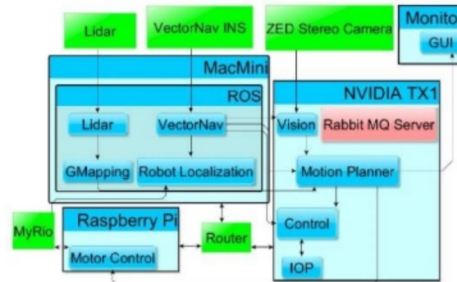 Lidar
VectorNav INS
ZED Stereo Camera
Monito
GUI
MacMini
ROS
NVIDIA TX1
Lidar
VectorNav
Vision
Rabbit MQ Server
GMapping
Robot Localization
Motion Planner
MyRio
Raspberry Pi
Router
Control
Motor Control
IOP